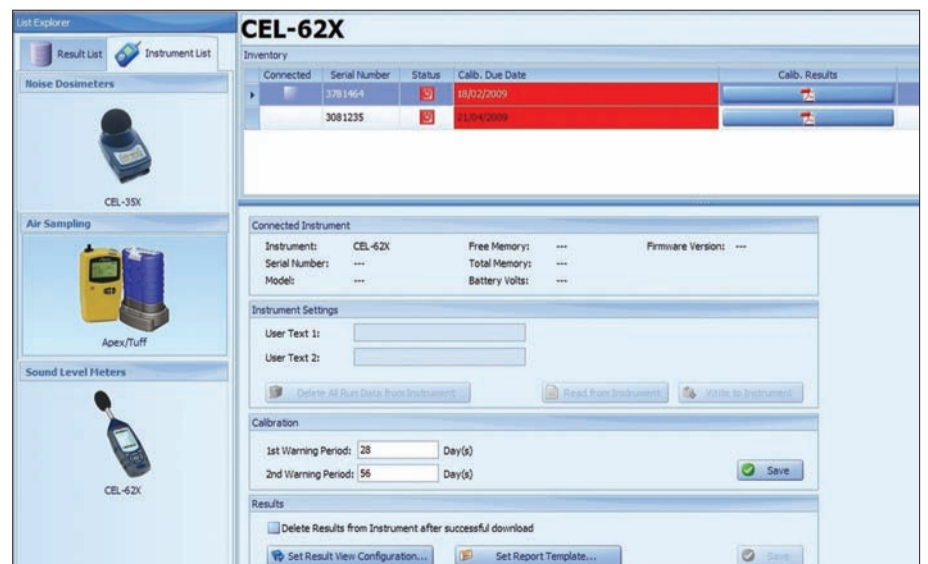 List Explorer
Result List
Instrument List
Noise Dosimeters
CEL-35X
Air Sampling
Apex/Tuff
Sound Level Meters
CEL-62X
CEL-62X
Inventory
Connected Serial Number Status Calib. Due Date Calib. Results
3781464 18/02/2009
3081235 21/04/2009
Connected Instrument
Instrument: CEL-62X Free Memory: --- Firmware Version: ---
Serial Number: --- Total Memory: ---
Model: --- Battery Volts: ---
Instrument Settings
User Text 1:
User Text 2:
Delete All Run Data from Instrument Read from Instrument Write to Instrument
Calibration
1st Warning Period: 28 Day(s)
2nd Warning Period: 56 Day(s)
Save
Results
Delete Results from Instrument after successful download
Set Result View Configuration... Set Report Template... Save